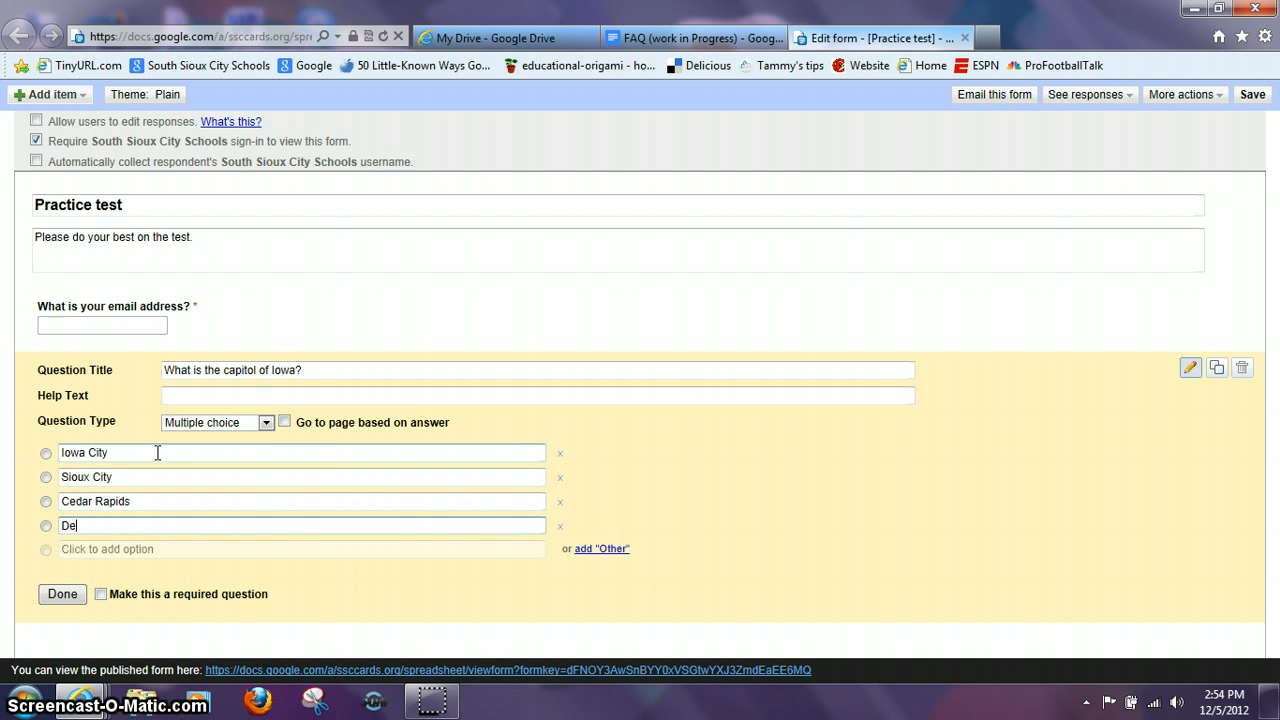 https://docs.google.com/a/ssccards.org/spre
My Drive - Google Drive
FAQ (work in Progress) - Goog...
Edit form - [Practice test] - ...
TinyURL.com
South Sioux City Schools
Google
50 Little-Known Ways Go...
educational-origami - ho...
Delicious
Tammy's tips
Website
Home
ESPN
ProFootballTalk
Add item
Theme: Plain
Email this form
See responses
More actions
Save
Allow users to edit responses. What's this?
Require South Sioux City Schools sign-in to view this form.
Automatically collect respondent's South Sioux City Schools username.
Practice test
Please do your best on the test.
What is your email address? *
Question Title
What is the capitol of Iowa?
Help Text
Question Type
Multiple choice
Go to page based on answer
Iowa City
x
Sioux City
x
Cedar Rapids
x
De
x
Click to add option
or add "Other"
Done
Make this a required question
You can view the published form here: https://docs.google.com/a/ssccards.org/spreadsheet/viewform?formkey=dFNOY3AwSnBYY0xVSGtwYXJ3ZmdEaEE6MQ
Screencast-O-Matic.com
2:54 PM
12/5/2012